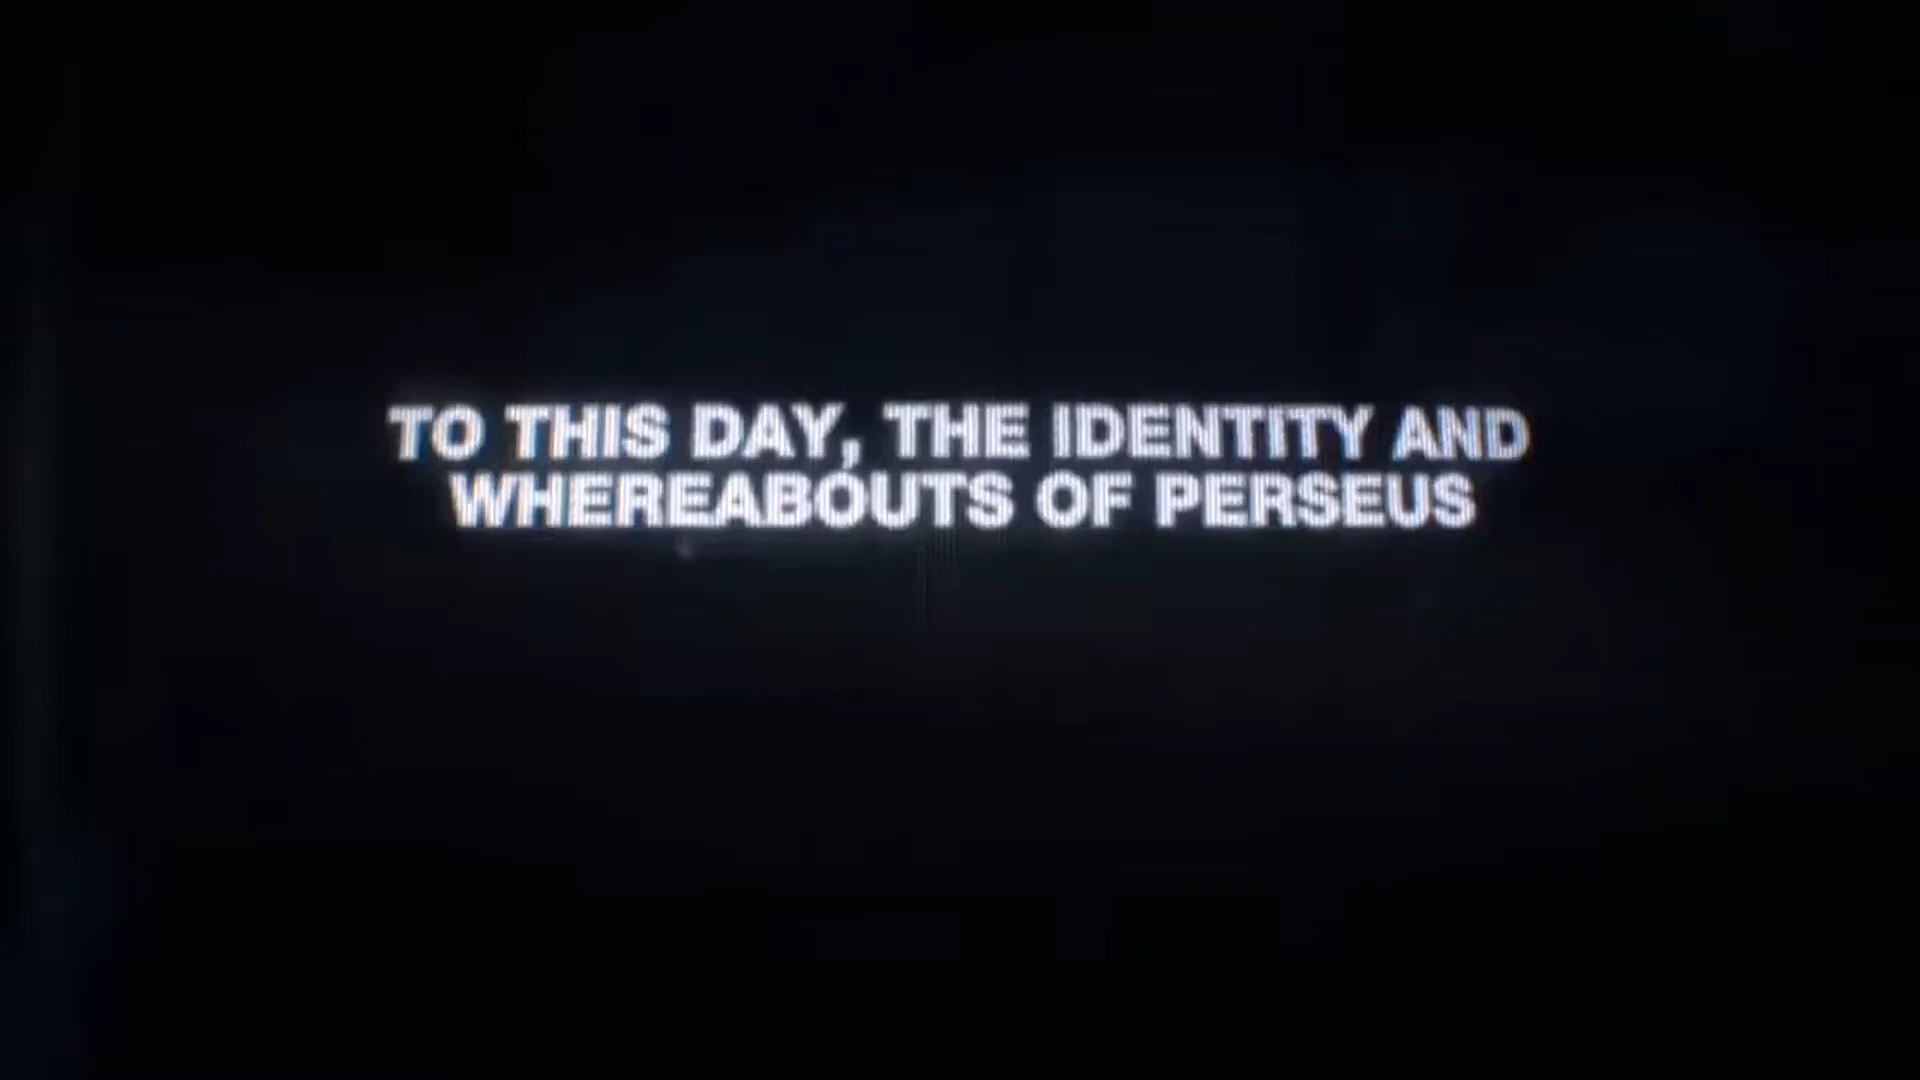 TO THIS DAY, THE IDENTITY AND
WHEREABOUTS OF PERSEUS